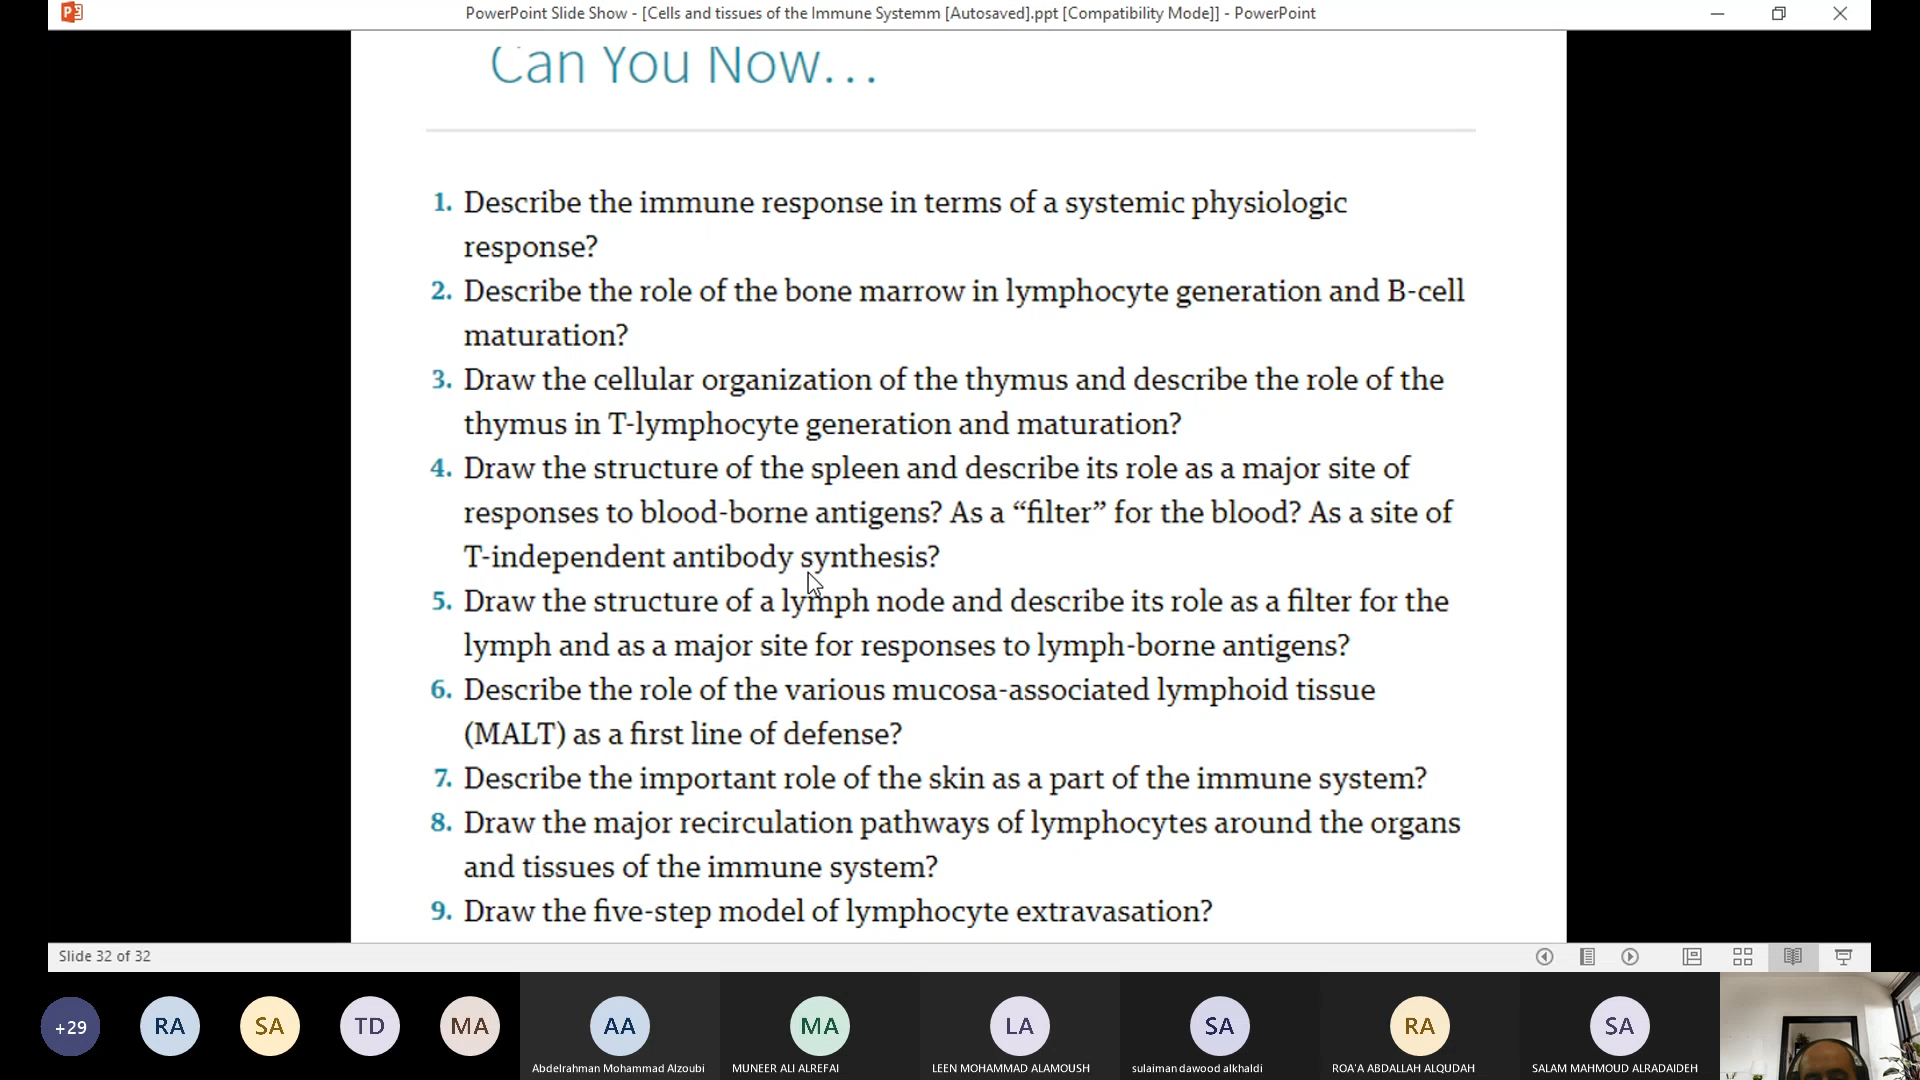 PowerPoint Slide Show - [Cells and tissues of the Immune Systemm [Autosaved].ppt [Compatibility Mode]] - PowerPoint
Can You Now...
1. Describe the immune response in terms of a systemic physiologic
response?
2. Describe the role of the bone marrow in lymphocyte generation and B-cell
maturation?
3. Draw the cellular organization of the thymus and describe the role of the
thymus in T-lymphocyte generation and maturation?
4. Draw the structure of the spleen and describe its role as a major site of
responses to blood-borne antigens? As a “filter” for the blood? As a site of
T-independent antibody synthesis?
5. Draw the structure of a lymph node and describe its role as a filter for the
lymph and as a major site for responses to lymph-borne antigens?
6. Describe the role of the various mucosa-associated lymphoid tissue
(MALT) as a first line of defense?
7. Describe the important role of the skin as a part of the immune system?
8. Draw the major recirculation pathways of lymphocytes around the organs
and tissues of the immune system?
9. Draw the five-step model of lymphocyte extravasation?
Slide 32 of 32
+29 RA SA TD MA AA MA LA SA RA SA
Abdelrahman Mohammad Alzoubi MUNEER ALI ALREFAI LEEN MOHAMMAD ALAMOUSH sulaiman dawood alkhaldi ROA'A ABDALLAH ALQUDAH SALAM MAHMOUD ALRADAIDEH